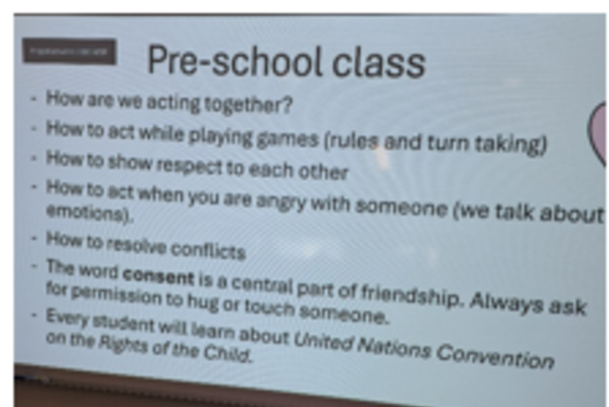 Pre-school class
- How are we acting together?
- How to act while playing games (rules and turn taking)
- How to show respect to each other
- How to act when you are angry with someone (we talk about
emotions).
- How to resolve conflicts
- The word consent is a central part of friendship. Always ask
for permission to hug or touch someone.
- Every student will learn about United Nations Convention
on the Rights of the Child.